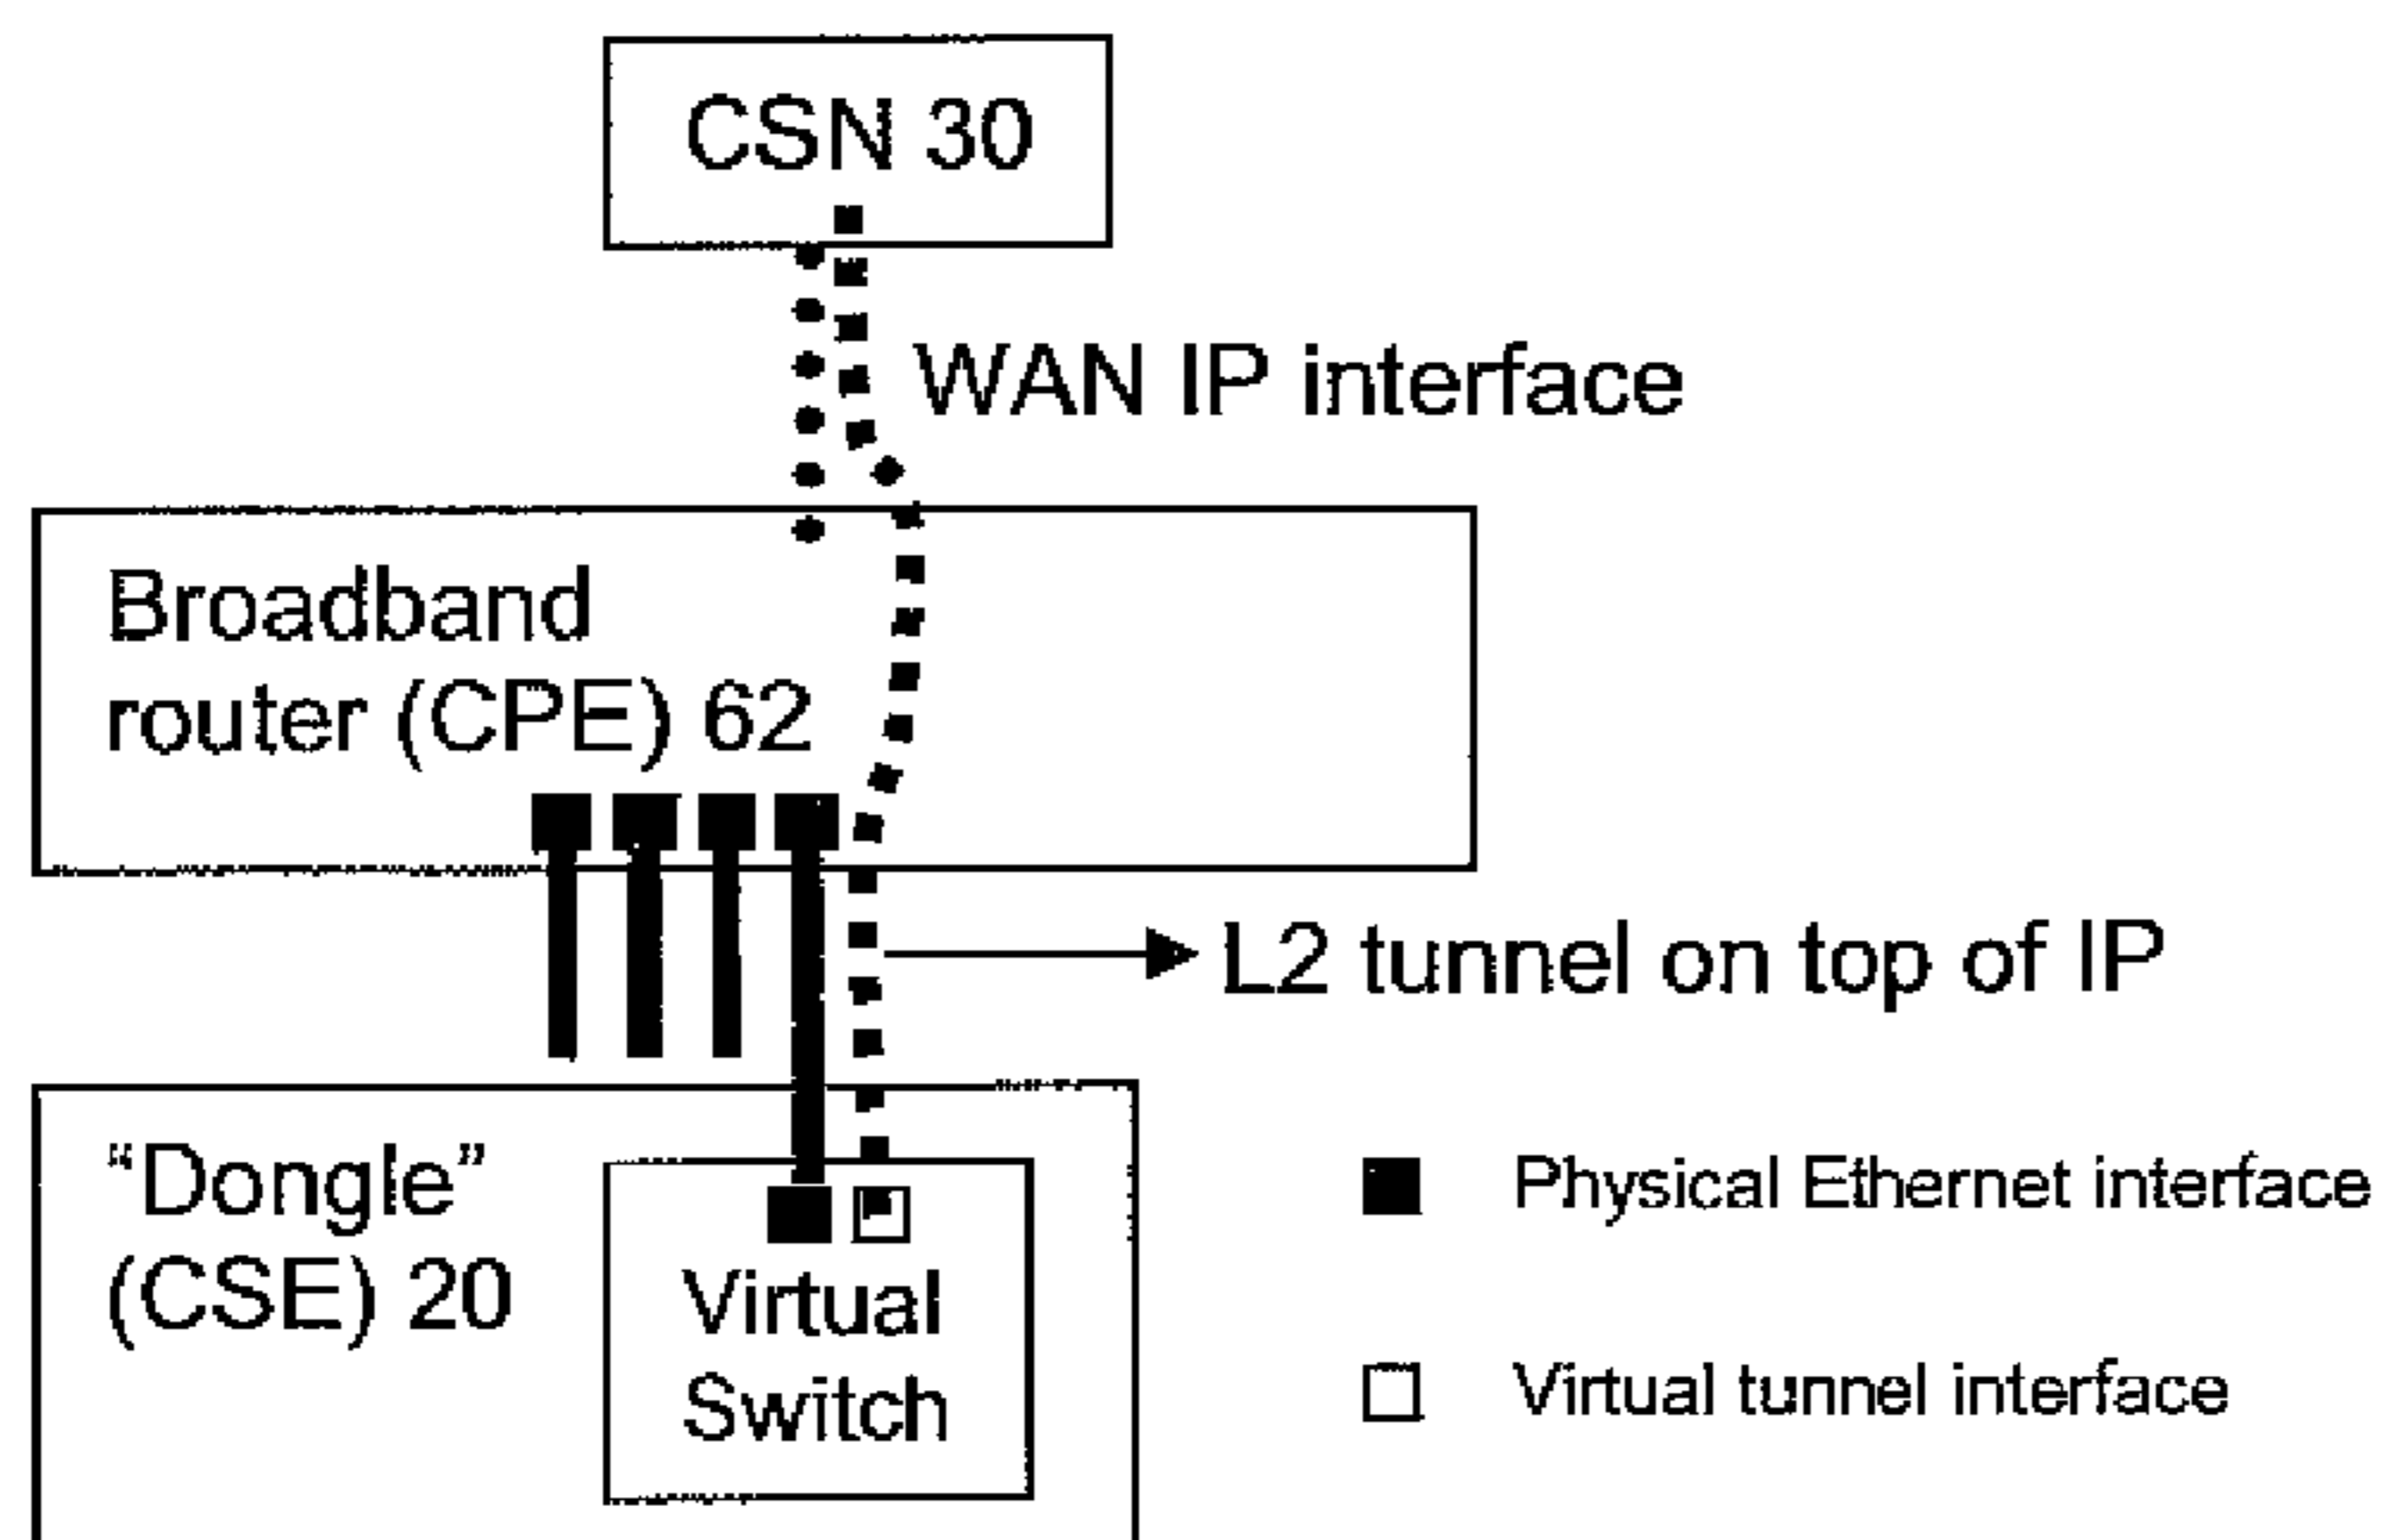 CSN 30
WAN IP interface
Broadband
router (CPE) 62
L2 tunnel on top of IP
“Dongle”
(CSE) 20
Virtual
Switch
Physical Ethernet interface
Virtual tunnel interface